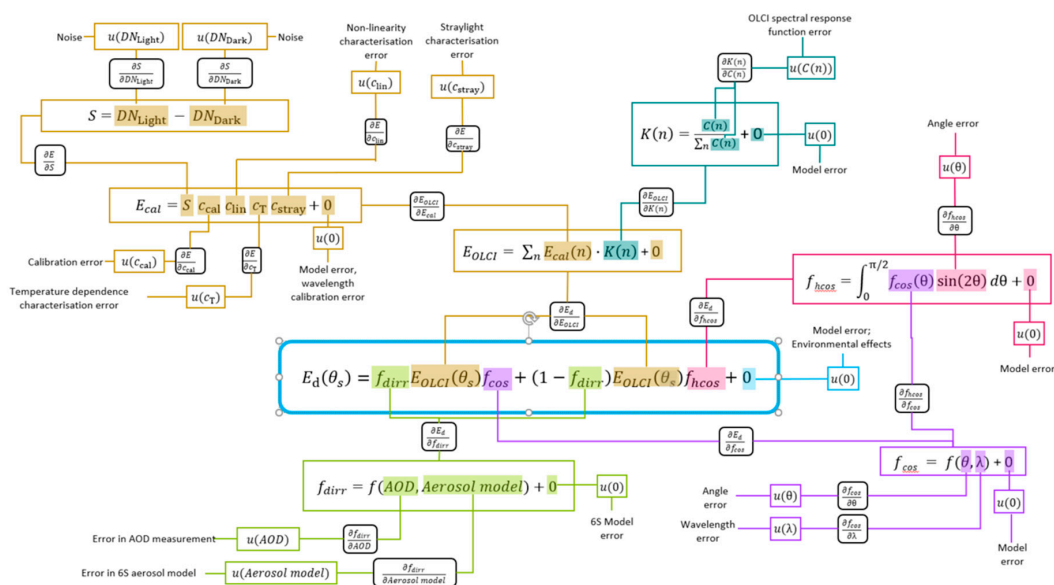 OLCI spectral response
function error
Non-linearity
characterisation
error
Straylight
characterisation
error
Noise
u(DN_Light)
u(DN_Dark)
Noise
∂S/∂DN_Light
∂S/∂DN_Dark
u(c_lin)
u(c_stray)
∂K(n)/∂C(n)
u(C(n))
S = DN_Light − DN_Dark
∂E/∂c_lin
∂E/∂c_stray
K(n) = C(n)/∑_n C(n) + 0
u(0)
Model error
Angle error
u(θ)
∂E/∂S
∂f_hcos/∂θ
E_cal = S c_cal c_lin c_T c_stray + 0
∂E_OLCI/∂E_cal
∂E_OLCI/∂K(n)
u(0)
Model error,
wavelength
calibration error
Calibration error
u(c_cal)
∂E/∂c_cal
∂E/∂c_T
Temperature dependence
characterisation error
u(c_T)
E_OLCI = ∑_n E_cal(n) · K(n) + 0
f_hcos = ∫_0^{π/2} f_cos(θ) sin(2θ) dθ + 0
u(0)
Model error
∂E_d/∂E_OLCI
∂E_d/∂f_hcos
Model error;
Environmental effects
E_d(θ_s) = f_dirr E_OLCI(θ_s) f_cos + (1 − f_dirr) E_OLCI(θ_s) f_hcos + 0
u(0)
∂f_hcos/∂f_cos
∂E_d/∂f_dirr
∂E_d/∂f_cos
f_cos = f(θ, λ) + 0
f_dirr = f(AOD, Aerosol model) + 0
u(0)
6S Model
error
Angle
error
u(θ)
∂f_cos/∂θ
u(0)
Model
error
Wavelength
error
u(λ)
∂f_cos/∂λ
Error in AOD measurement
u(AOD)
∂f_dirr/∂AOD
Error in 6S aerosol model
u(Aerosol model)
∂f_dirr/∂Aerosol model